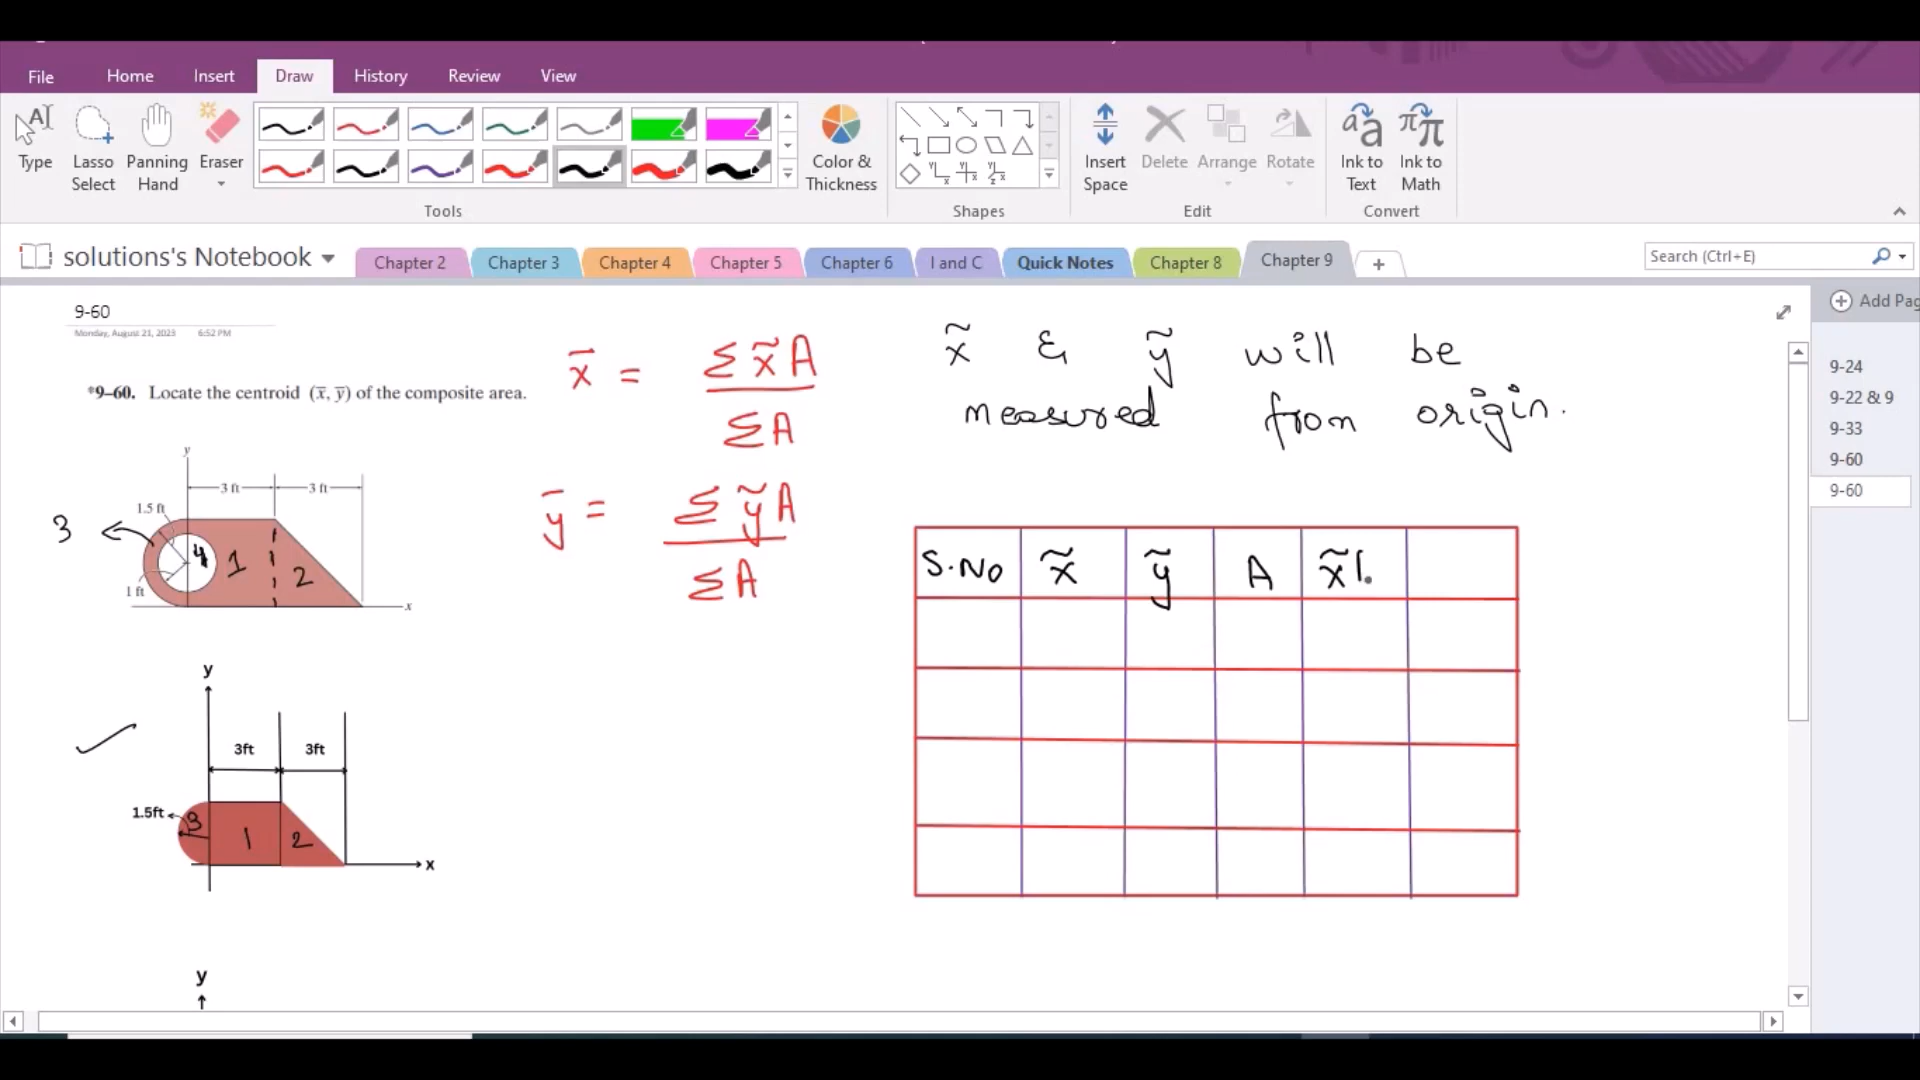 File Home Insert Draw History Review View
Type Lasso Select Panning Hand Eraser Color & Thickness Insert Space Delete Arrange Rotate Ink to Text Ink to Math
Tools Shapes Edit Convert
solutions's Notebook Chapter 2 Chapter 3 Chapter 4 Chapter 5 Chapter 6 I and C Quick Notes Chapter 8 Chapter 9 + Search (Ctrl+E)
9-60
Monday, August 21, 2023 6:52 PM
*9–60. Locate the centroid (x̅, y̅) of the composite area.
y
3 ft 3 ft
1.5 ft
3 4 1 2
1 ft
x
y
3ft 3ft
1.5ft 3 1 2
x
y
x̅ = Σ x̃ A
Σ A
y̅ = Σ ỹ A
Σ A
x̃ & ỹ will be
measured from origin.
S.No x̃ ỹ A x̃
Add Pag
9-24
9-22 & 9
9-33
9-60
9-60